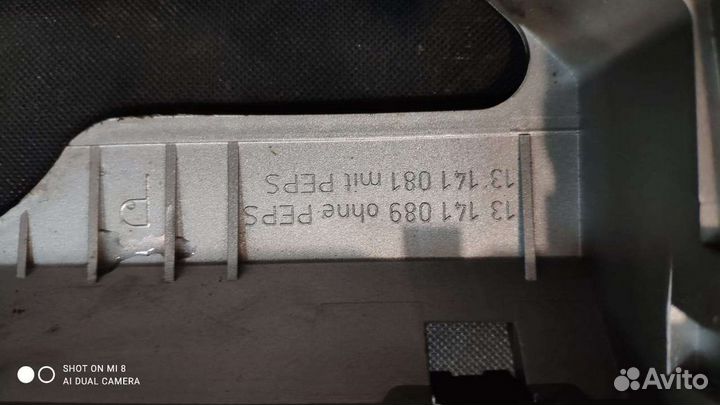 13 141 089 ohne PEPS
13 141 081 mit PEPS
SHOT ON MI 8
AI DUAL CAMERA
Avito